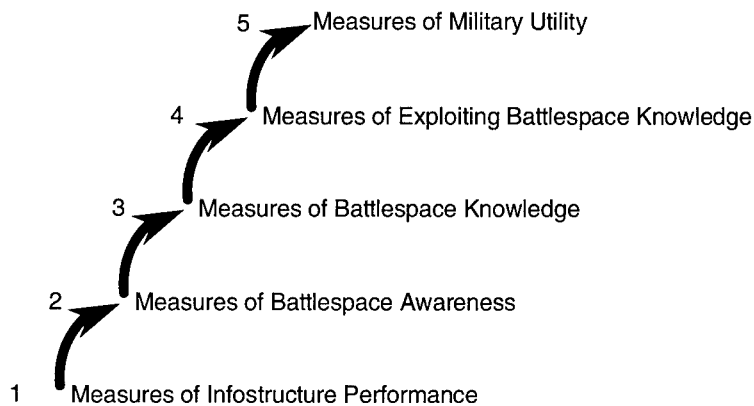 5 Measures of Military Utility
4 Measures of Exploiting Battlespace Knowledge
3 Measures of Battlespace Knowledge
2 Measures of Battlespace Awareness
1 Measures of Infostructure Performance